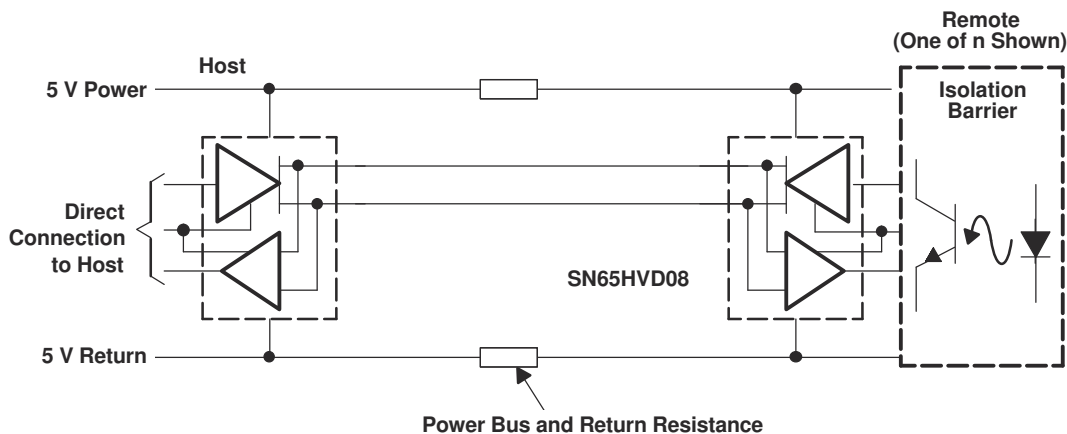 Remote
(One of n Shown)
Host
5 V Power
Isolation
Barrier
Direct
Connection
to Host
SN65HVD08
5 V Return
Power Bus and Return Resistance